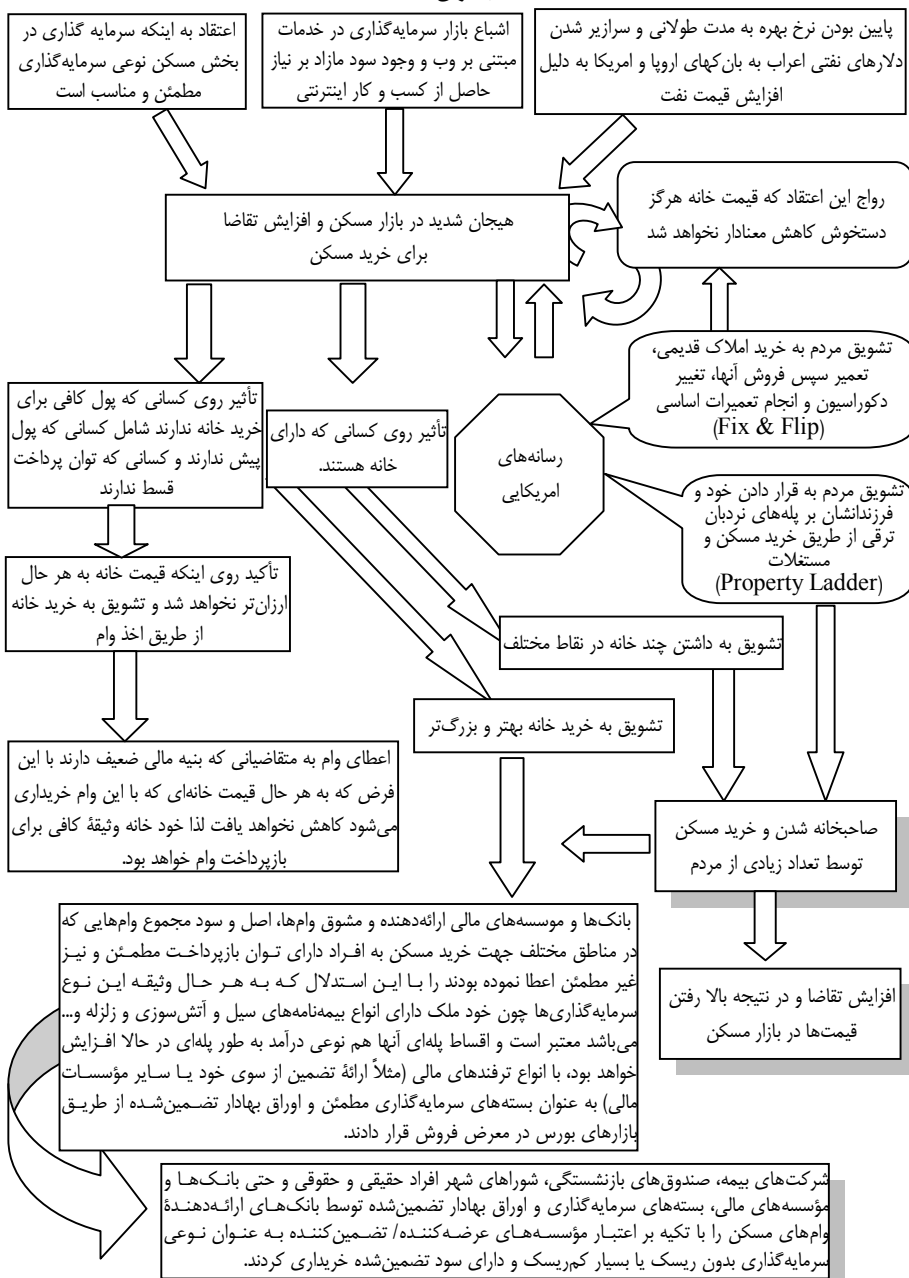 پایین بودن نرخ بهره به مدت طولانی و سرازیر شدن
دلارهای نفتی اعراب به بانکهای اروپا و امریکا به دلیل
افزایش قیمت نفت
اشباع بازار سرمایه‌گذاری در خدمات
مبتنی بر وب و وجود سود مازاد بر نیاز
حاصل از کسب و کار اینترنتی
اعتقاد به اینکه سرمایه گذاری در
بخش مسکن نوعی سرمایه‌گذاری
مطمئن و مناسب است
رواج این اعتقاد که قیمت خانه هرگز
دستخوش کاهش معنادار نخواهد شد
هیجان شدید در بازار مسکن و افزایش تقاضا
برای خرید مسکن
تشویق مردم به خرید املاک قدیمی،
تعمیر سپس فروش آنها، تغییر
دکوراسیون و انجام تعمیرات اساسی
(Fix & Flip)
رسانه‌های
امریکایی
تأثیر روی کسانی که دارای
خانه هستند.
تأثیر روی کسانی که پول کافی برای
خرید خانه ندارند شامل کسانی که پول
پیش ندارند و کسانی که توان پرداخت
قسط ندارند
تشویق مردم به قرار دادن خود و
فرزندانشان بر پله‌های نردبان
ترقی از طریق خرید مسکن و
مستغلات
(Property Ladder)
تأکید روی اینکه قیمت خانه به هر حال
ارزان‌تر نخواهد شد و تشویق به خرید خانه
از طریق اخذ وام
تشویق به داشتن چند خانه در نقاط مختلف
تشویق به خرید خانه بهتر و بزرگ‌تر
اعطای وام به متقاضیانی که بنیه مالی ضعیف دارند با این
فرض که به هر حال قیمت خانه‌ای که با این وام خریداری
می‌شود کاهش نخواهد یافت لذا خود خانه وثیقهٔ کافی برای
بازپرداخت وام خواهد بود.
صاحبخانه شدن و خرید مسکن
توسط تعداد زیادی از مردم
افزایش تقاضا و در نتیجه بالا رفتن
قیمت‌ها در بازار مسکن
بانک‌ها و موسسه‌های مالی ارائه‌دهنده و مشوق وام‌ها، اصل و سود مجموع وام‌هایی که
در مناطق مختلف جهت خرید مسکن به افراد دارای توان بازپرداخت مطمئن و نیز
غیر مطمئن اعطا نموده بودند را با این استدلال که به هر حال وثیقه این نوع
سرمایه‌گذاری‌ها چون خود ملک دارای انواع بیمه‌نامه‌های سیل و آتش‌سوزی و زلزله و...
می‌باشد معتبر است و اقساط پله‌ای آنها هم نوعی درآمد به طور پله‌ای در حالا افزایش
خواهد بود، با انواع ترفندهای مالی (مثلاً ارائهٔ تضمین از سوی خود یا سایر مؤسسات
مالی) به عنوان بسته‌های سرمایه‌گذاری مطمئن و اوراق بهادار تضمین‌شده از طریق
بازارهای بورس در معرض فروش قرار دادند.
شرکت‌های بیمه، صندوق‌های بازنشستگی، شوراهای شهر افراد حقیقی و حقوقی و حتی بانک‌ها و
مؤسسه‌های مالی، بسته‌های سرمایه‌گذاری و اوراق بهادار تضمین‌شده توسط بانک‌های ارائه‌دهندهٔ
وام‌های مسکن را با تکیه بر اعتبار مؤسسه‌های عرضه‌کننده/ تضمین‌کننده به عنوان نوعی
سرمایه‌گذاری بدون ریسک یا بسیار کم‌ریسک و دارای سود تضمین‌شده خریداری کردند.